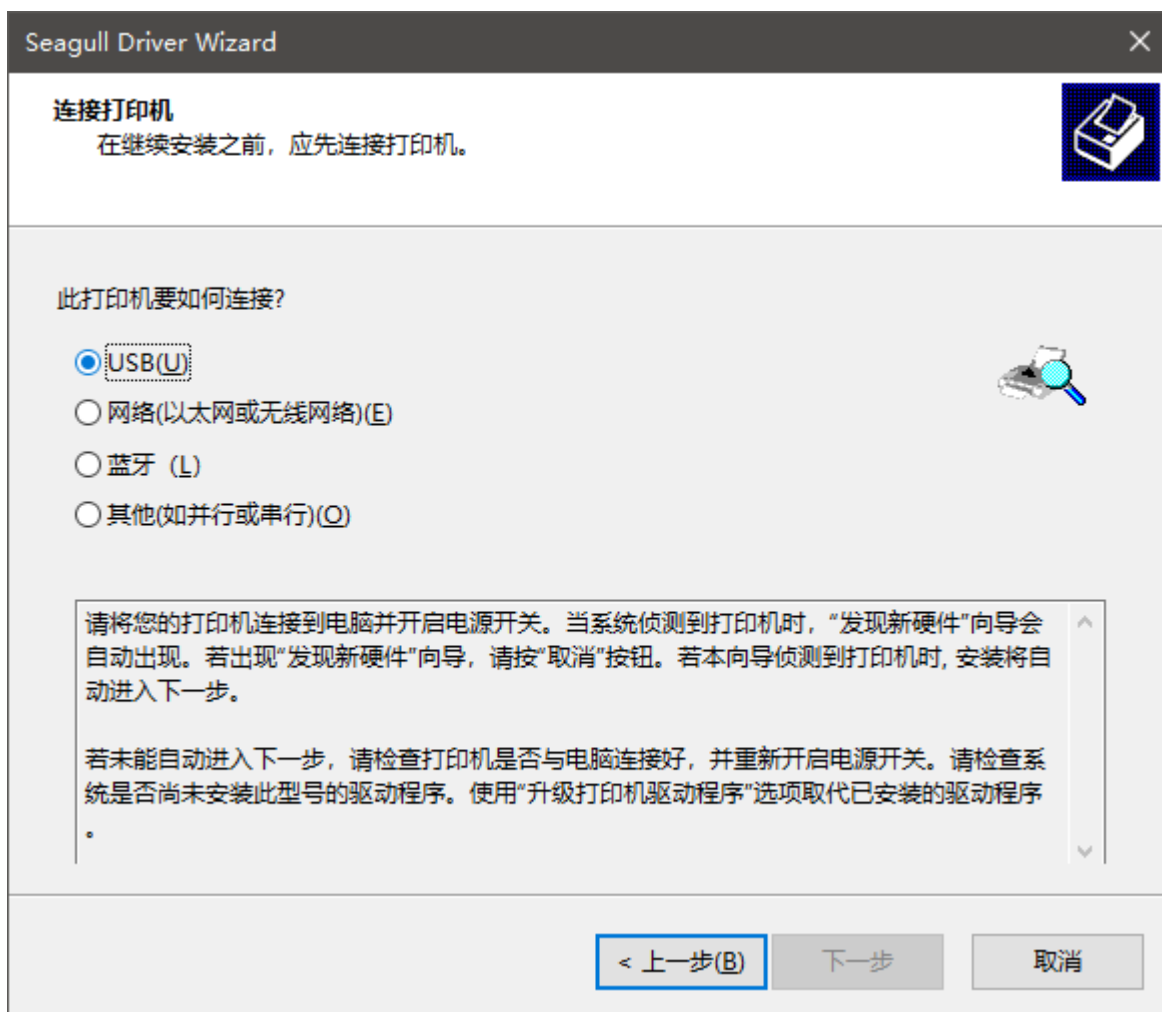 Seagull Driver Wizard
连接打印机
在继续安装之前，应先连接打印机。
此打印机要如何连接?
USB(U)
网络(以太网或无线网络)(E)
蓝牙 (L)
其他(如并行或串行)(O)
请将您的打印机连接到电脑并开启电源开关。当系统侦测到打印机时，“发现新硬件”向导会
自动出现。若出现“发现新硬件”向导，请按“取消”按钮。若本向导侦测到打印机时, 安装将自
动进入下一步。
若未能自动进入下一步，请检查打印机是否与电脑连接好，并重新开启电源开关。请检查系
统是否尚未安装此型号的驱动程序。使用“升级打印机驱动程序”选项取代已安装的驱动程序
。
< 上一步(B)
下一步
取消